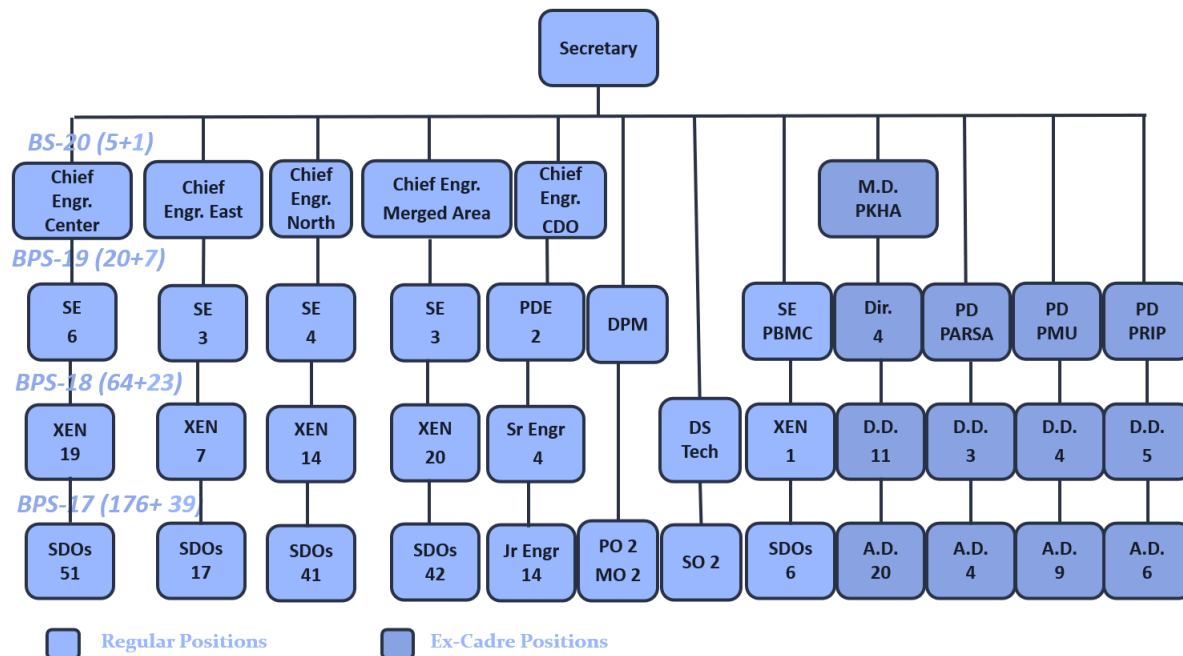 Secretary
BS-20 (5+1)
Chief
Engr.
Center
Chief
Engr. East
Chief
Engr.
North
Chief Engr.
Merged Area
Chief
Engr.
CDO
M.D.
PKHA
BPS-19 (20+7)
SE
6
SE
3
SE
4
SE
3
PDE
2
DPM
SE
PBMC
Dir.
4
PD
PARSA
PD
PMU
PD
PRIP
BPS-18 (64+23)
XEN
19
XEN
7
XEN
14
XEN
20
Sr Engr
4
DS
Tech
XEN
1
D.D.
11
D.D.
3
D.D.
4
D.D.
5
BPS-17 (176+ 39)
SDOs
51
SDOs
17
SDOs
41
SDOs
42
Jr Engr
14
PO 2
MO 2
SO 2
SDOs
6
A.D.
20
A.D.
4
A.D.
9
A.D.
6
Regular Positions
Ex-Cadre Positions